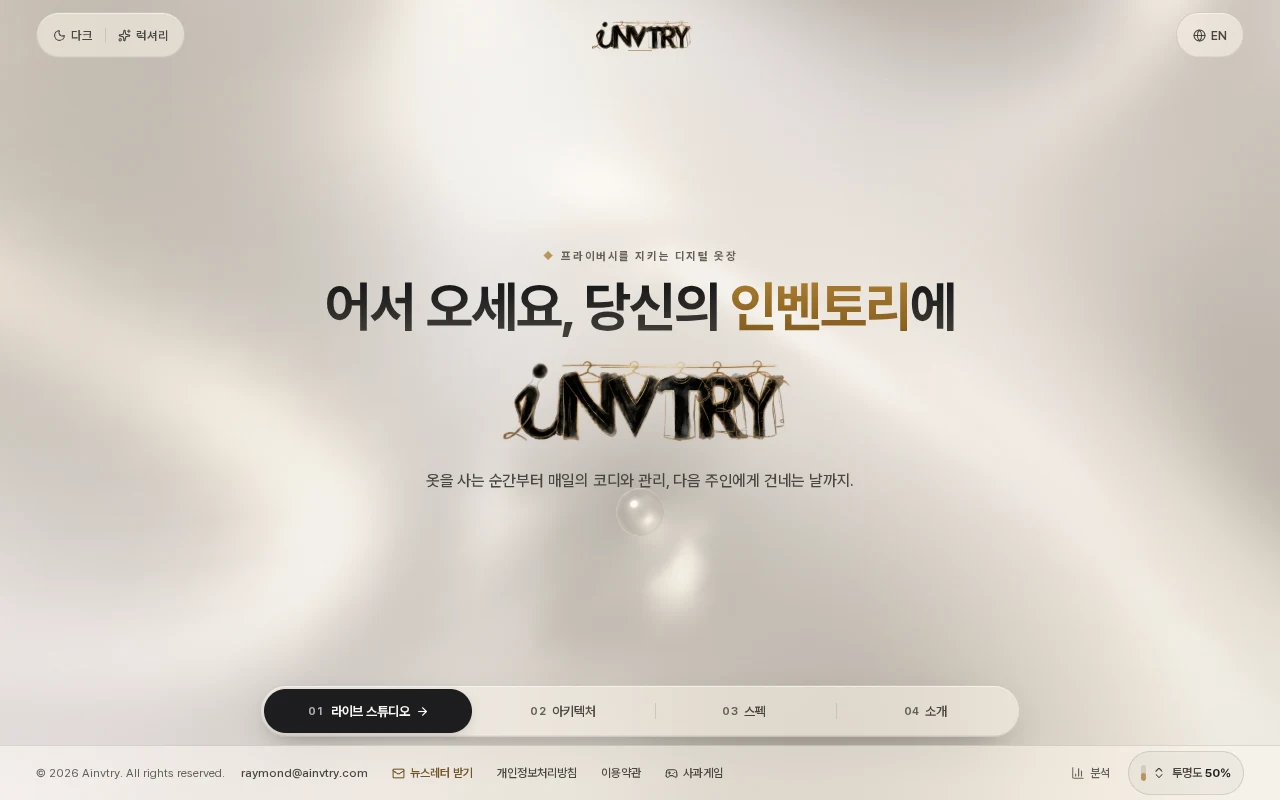 다크 럭셔리
iNVTRY
EN
프라이버시를 지키는 디지털 옷장
어서 오세요, 당신의 인벤토리에
iNVTRY
옷을 사는 순간부터 매일의 코디와 관리, 다음 주인에게 건네는 날까지.
01 라이브 스튜디오 → 02 아키텍처 03 스펙 04 소개
© 2026 Ainvtry. All rights reserved. raymond@ainvtry.com 뉴스레터 받기 개인정보처리방침 이용약관 사과게임 분석 투명도 50%